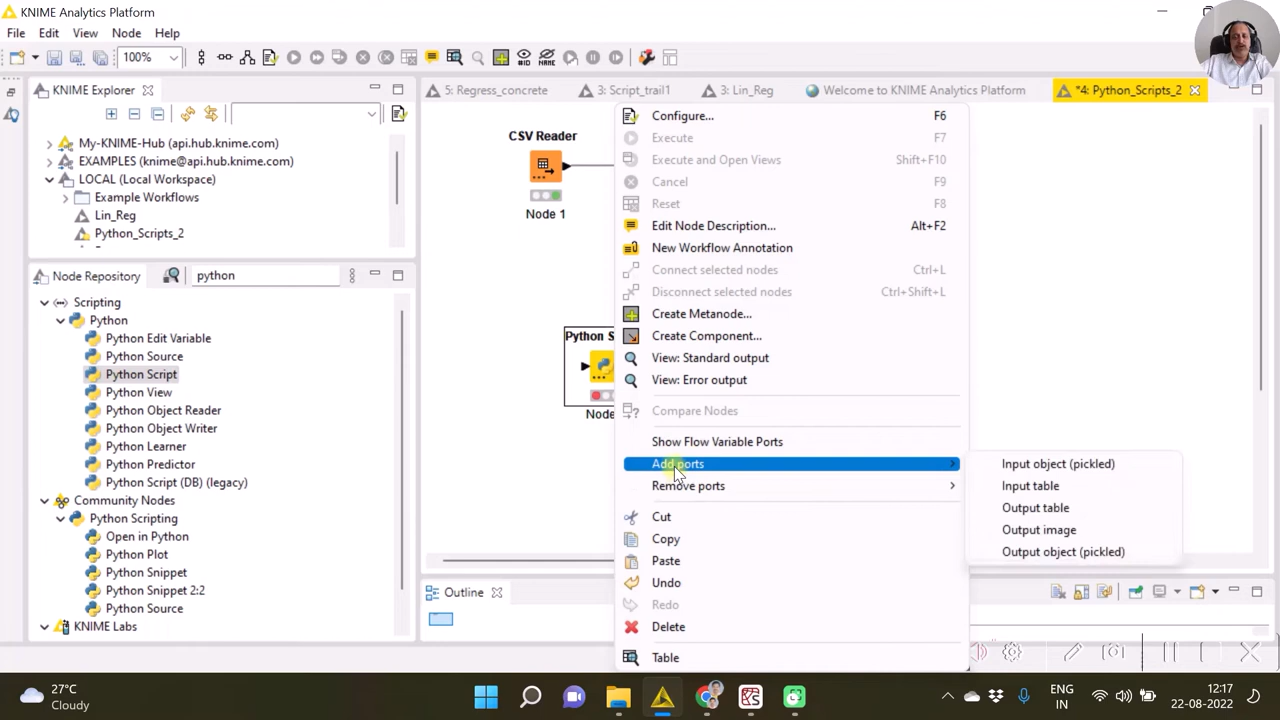 KNIME Analytics Platform
File Edit View Node Help
100%
#ID NAME
KNIME Explorer
My-KNIME-Hub (api.hub.knime.com)
EXAMPLES (knime@api.hub.knime.com)
LOCAL (Local Workspace)
Example Workflows
Lin_Reg
Python_Scripts_2
Node Repository
python
Scripting
Python
Python Edit Variable
Python Source
Python Script
Python View
Python Object Reader
Python Object Writer
Python Learner
Python Predictor
Python Script (DB) (legacy)
Community Nodes
Python Scripting
Open in Python
Python Plot
Python Snippet
Python Snippet 2:2
Python Source
KNIME Labs
5: Regress_concrete
3: Script_trail1
3: Lin_Reg
Welcome to KNIME Analytics Platform
*4: Python_Scripts_2
CSV Reader
Node 1
Python S
Node
Configure... F6
Execute F7
Execute and Open Views Shift+F10
Cancel F9
Reset F8
Edit Node Description... Alt+F2
New Workflow Annotation
Connect selected nodes Ctrl+L
Disconnect selected nodes Ctrl+Shift+L
Create Metanode...
Create Component...
View: Standard output
View: Error output
Compare Nodes
Show Flow Variable Ports
Add ports
Remove ports
Cut
Copy
Paste
Undo
Redo
Delete
Table
Input object (pickled)
Input table
Output table
Output image
Output object (pickled)
Outline
27°C
Cloudy
ENG
IN
12:17
22-08-2022